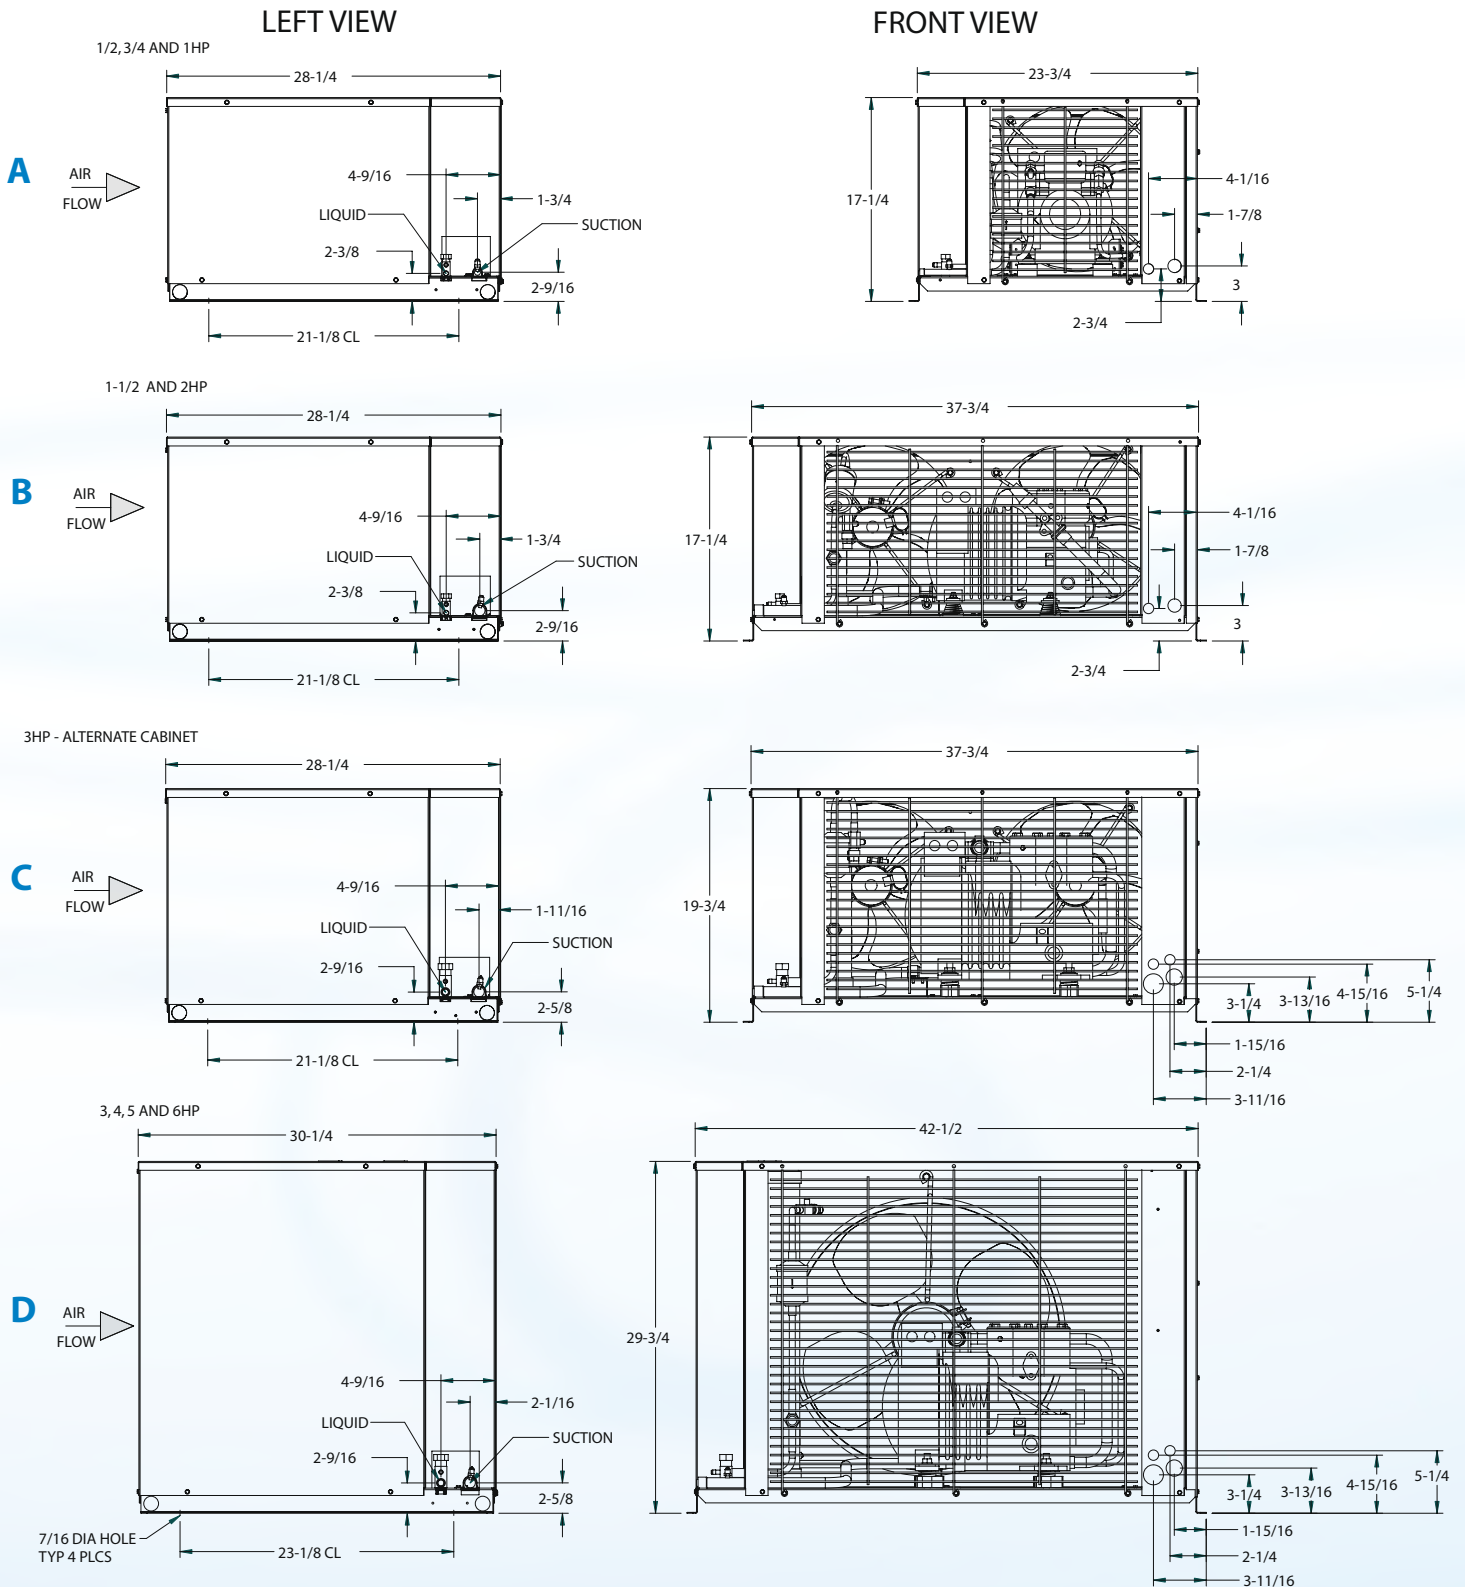 LEFT VIEW
FRONT VIEW
1/2, 3/4 AND 1HP
28-1/4
23-3/4
A
AIR
FLOW
4-9/16
1-3/4
LIQUID
SUCTION
2-3/8
2-9/16
21-1/8 CL
17-1/4
4-1/16
1-7/8
3
2-3/4
1-1/2 AND 2HP
28-1/4
37-3/4
B
AIR
FLOW
4-9/16
1-3/4
LIQUID
SUCTION
2-3/8
2-9/16
21-1/8 CL
17-1/4
4-1/16
1-7/8
3
2-3/4
3HP - ALTERNATE CABINET
28-1/4
37-3/4
C
AIR
FLOW
4-9/16
1-11/16
LIQUID
SUCTION
2-9/16
2-5/8
21-1/8 CL
19-3/4
3-1/4
3-13/16
4-15/16
5-1/4
1-15/16
2-1/4
3-11/16
3, 4, 5 AND 6HP
30-1/4
42-1/2
D
AIR
FLOW
4-9/16
2-1/16
LIQUID
SUCTION
2-9/16
2-5/8
7/16 DIA HOLE
TYP 4 PLCS
23-1/8 CL
29-3/4
3-1/4
3-13/16
4-15/16
5-1/4
1-15/16
2-1/4
3-11/16